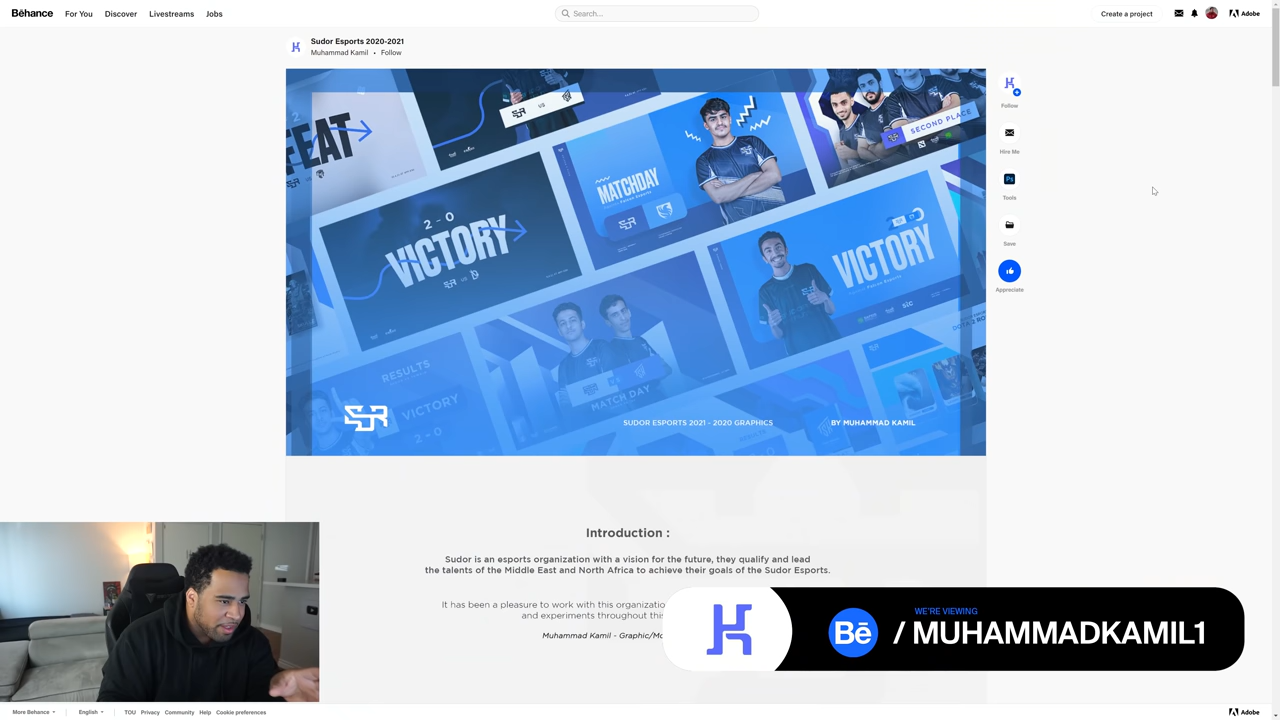 Bēhance
For You
Discover
Livestreams
Jobs
Search...
Create a project
Adobe
Sudor Esports 2020-2021
Muhammad Kamil • Follow
FEAT
US
SECOND PLACE
MATCHDAY
2 - 0
VICTORY
VICTORY
RESULTS
VICTORY
2 - 0
MATCH DAY
SUDOR ESPORTS 2021 - 2020 GRAPHICS
BY MUHAMMAD KAMIL
Follow
Hire Me
Ps
Tools
Save
Appreciate
Introduction :
Sudor is an esports organization with a vision for the future, they qualify and lead
the talents of the Middle East and North Africa to achieve their goals of the Sudor Esports.
It has been a pleasure to work with this organizatio
and experiments throughout this
Muhammad Kamil - Graphic/Mo
WE'RE VIEWING
Bē / MUHAMMADKAMIL1
More Behance
English
TOU
Privacy
Community
Help
Cookie preferences
Adobe